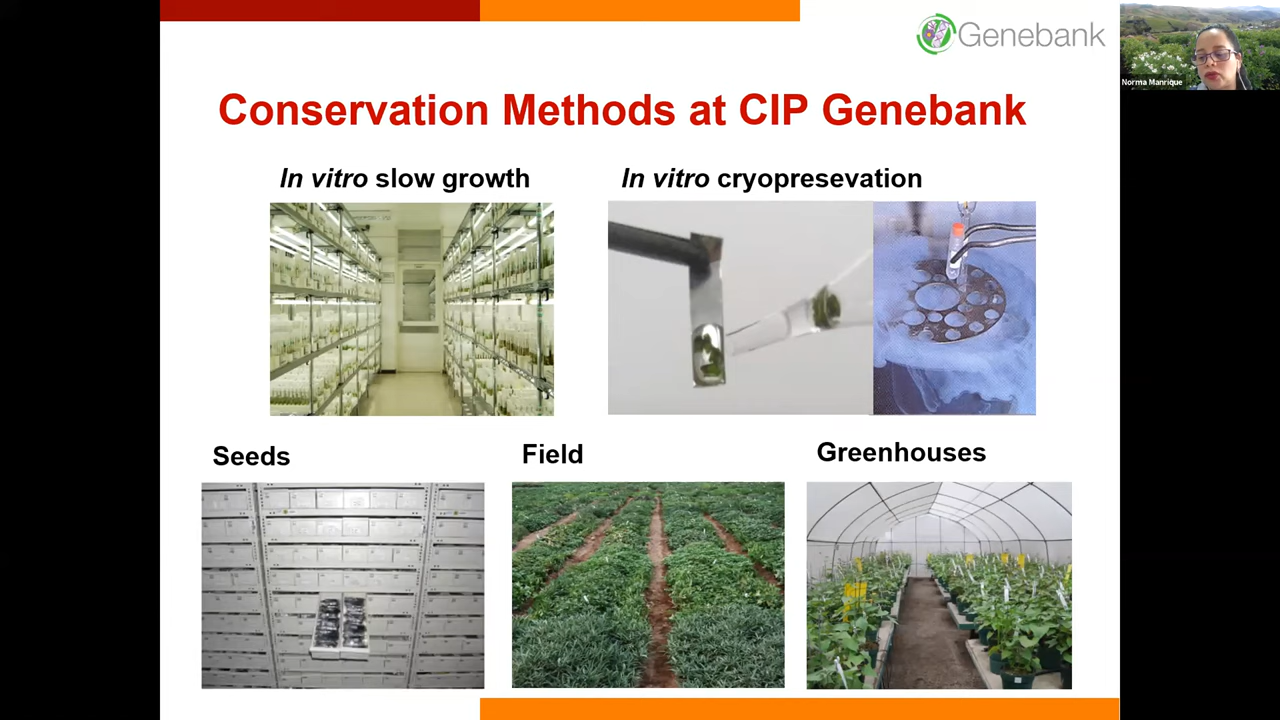 Genebank
Norma Manrique
Conservation Methods at CIP Genebank
In vitro slow growth
In vitro cryopresevation
Seeds
Field
Greenhouses